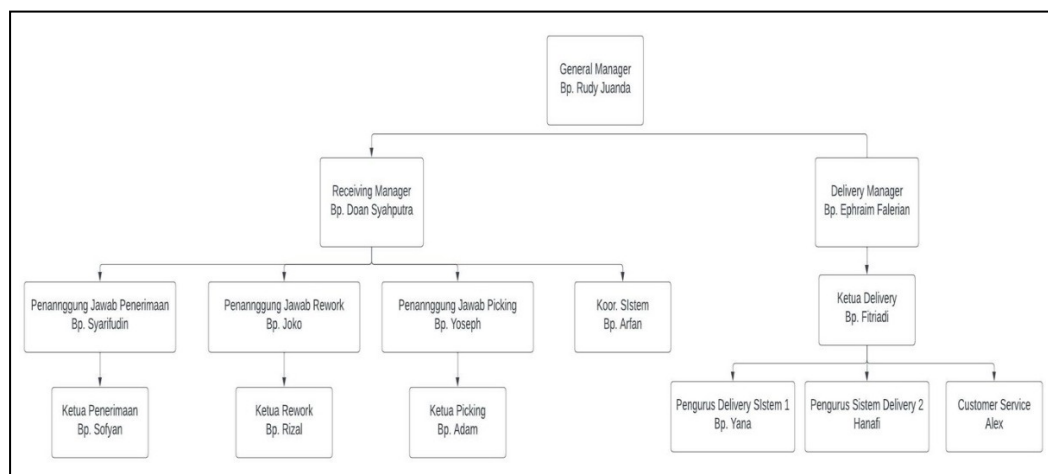 General Manager
Bp. Rudy Juanda
Receiving Manager
Bp. Doan Syahputra
Delivery Manager
Bp. Ephraim Falerian
Penannggung Jawab Penerimaan
Bp. Syarifudin
Penannggung Jawab Rework
Bp. Joko
Penannggung Jawab Picking
Bp. Yoseph
Koor. SIstem
Bp. Arfan
Ketua Delivery
Bp. Fitriadi
Ketua Penerimaan
Bp. Sofyan
Ketua Rework
Bp. Rizal
Ketua Picking
Bp. Adam
Pengurus Delivery SIstem 1
Bp. Yana
Pengurus Sistem Delivery 2
Hanafi
Customer Service
Alex